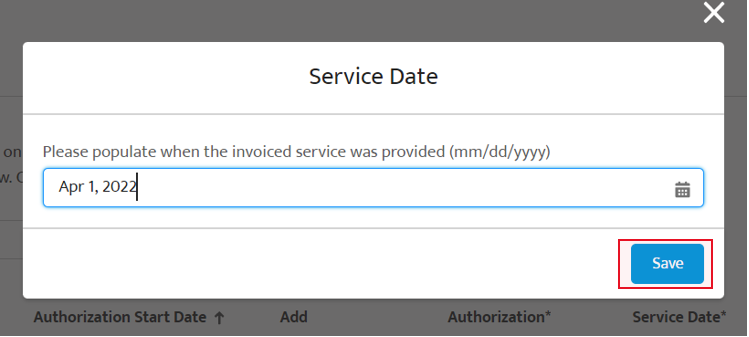 Service Date
on
Please populate when the invoiced service was provided (mm/dd/yyyy)
w. C
Apr 1, 2022
Save
Authorization Start Date ↑ Add Authorization* Service Date*